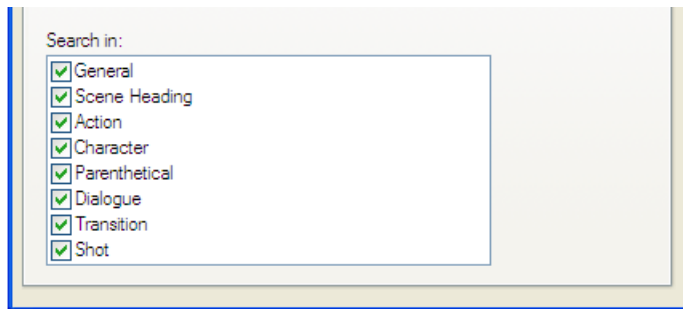 Search in:
General
Scene Heading
Action
Character
Parenthetical
Dialogue
Transition
Shot